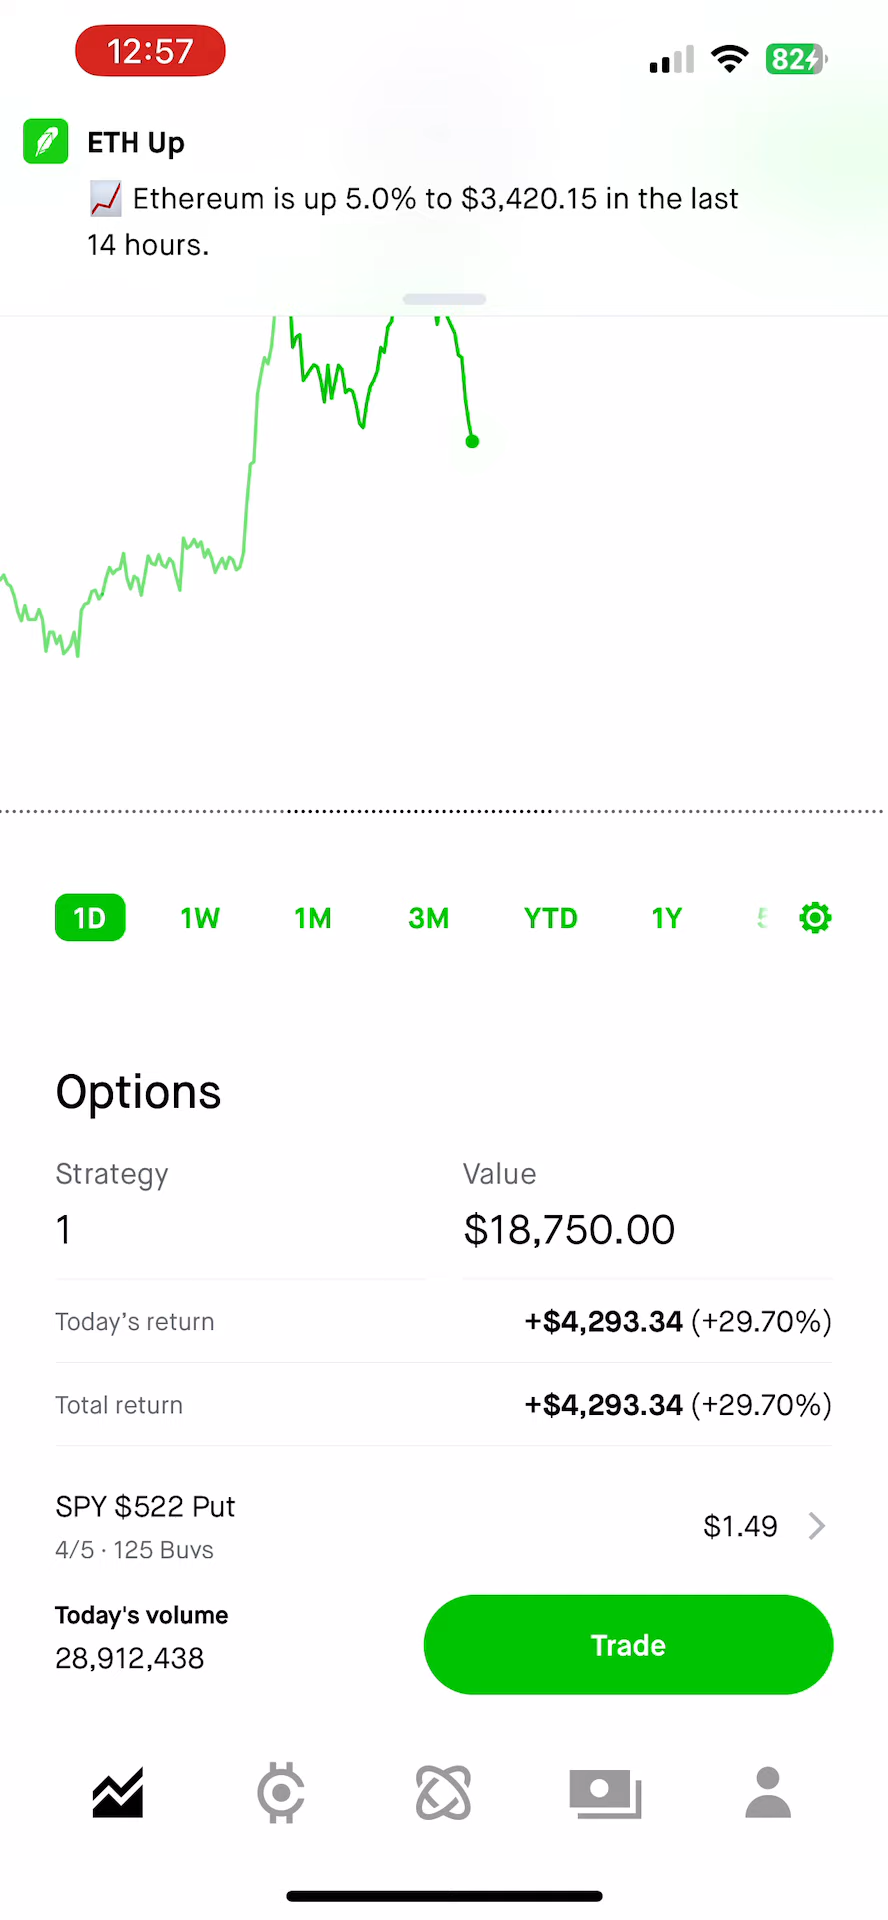 12:57
82
ETH Up
📈 Ethereum is up 5.0% to $3,420.15 in the last
14 hours.
1D 1W 1M 3M YTD 1Y 5
Options
Strategy Value
1 $18,750.00
Today's return +$4,293.34 (+29.70%)
Total return +$4,293.34 (+29.70%)
SPY $522 Put
$1.49
4/5 · 125 Buys
Today's volume
28,912,438
Trade